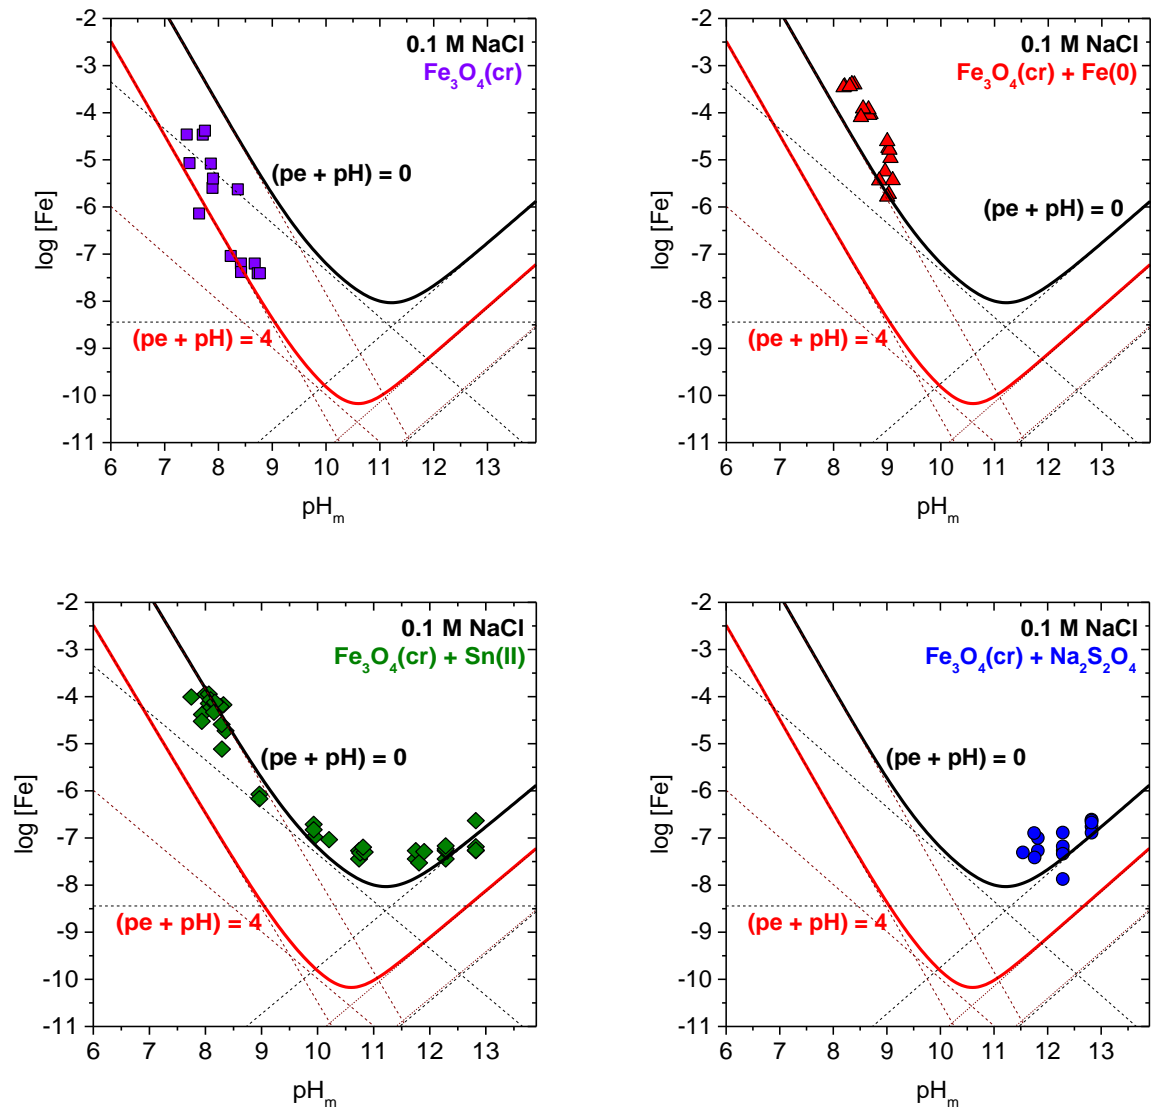 0.1 M NaCl
Fe₃O₄(cr)
(pe + pH) = 0
(pe + pH) = 4
log [Fe]
-2
-3
-4
-5
-6
-7
-8
-9
-10
-11
6 7 8 9 10 11 12 13
pHₘ
0.1 M NaCl
Fe₃O₄(cr) + Fe(0)
(pe + pH) = 0
(pe + pH) = 4
log [Fe]
-2
-3
-4
-5
-6
-7
-8
-9
-10
-11
6 7 8 9 10 11 12 13
pHₘ
0.1 M NaCl
Fe₃O₄(cr) + Sn(II)
(pe + pH) = 0
(pe + pH) = 4
log [Fe]
-2
-3
-4
-5
-6
-7
-8
-9
-10
-11
6 7 8 9 10 11 12 13
pHₘ
0.1 M NaCl
Fe₃O₄(cr) + Na₂S₂O₄
(pe + pH) = 0
(pe + pH) = 4
log [Fe]
-2
-3
-4
-5
-6
-7
-8
-9
-10
-11
6 7 8 9 10 11 12 13
pHₘ